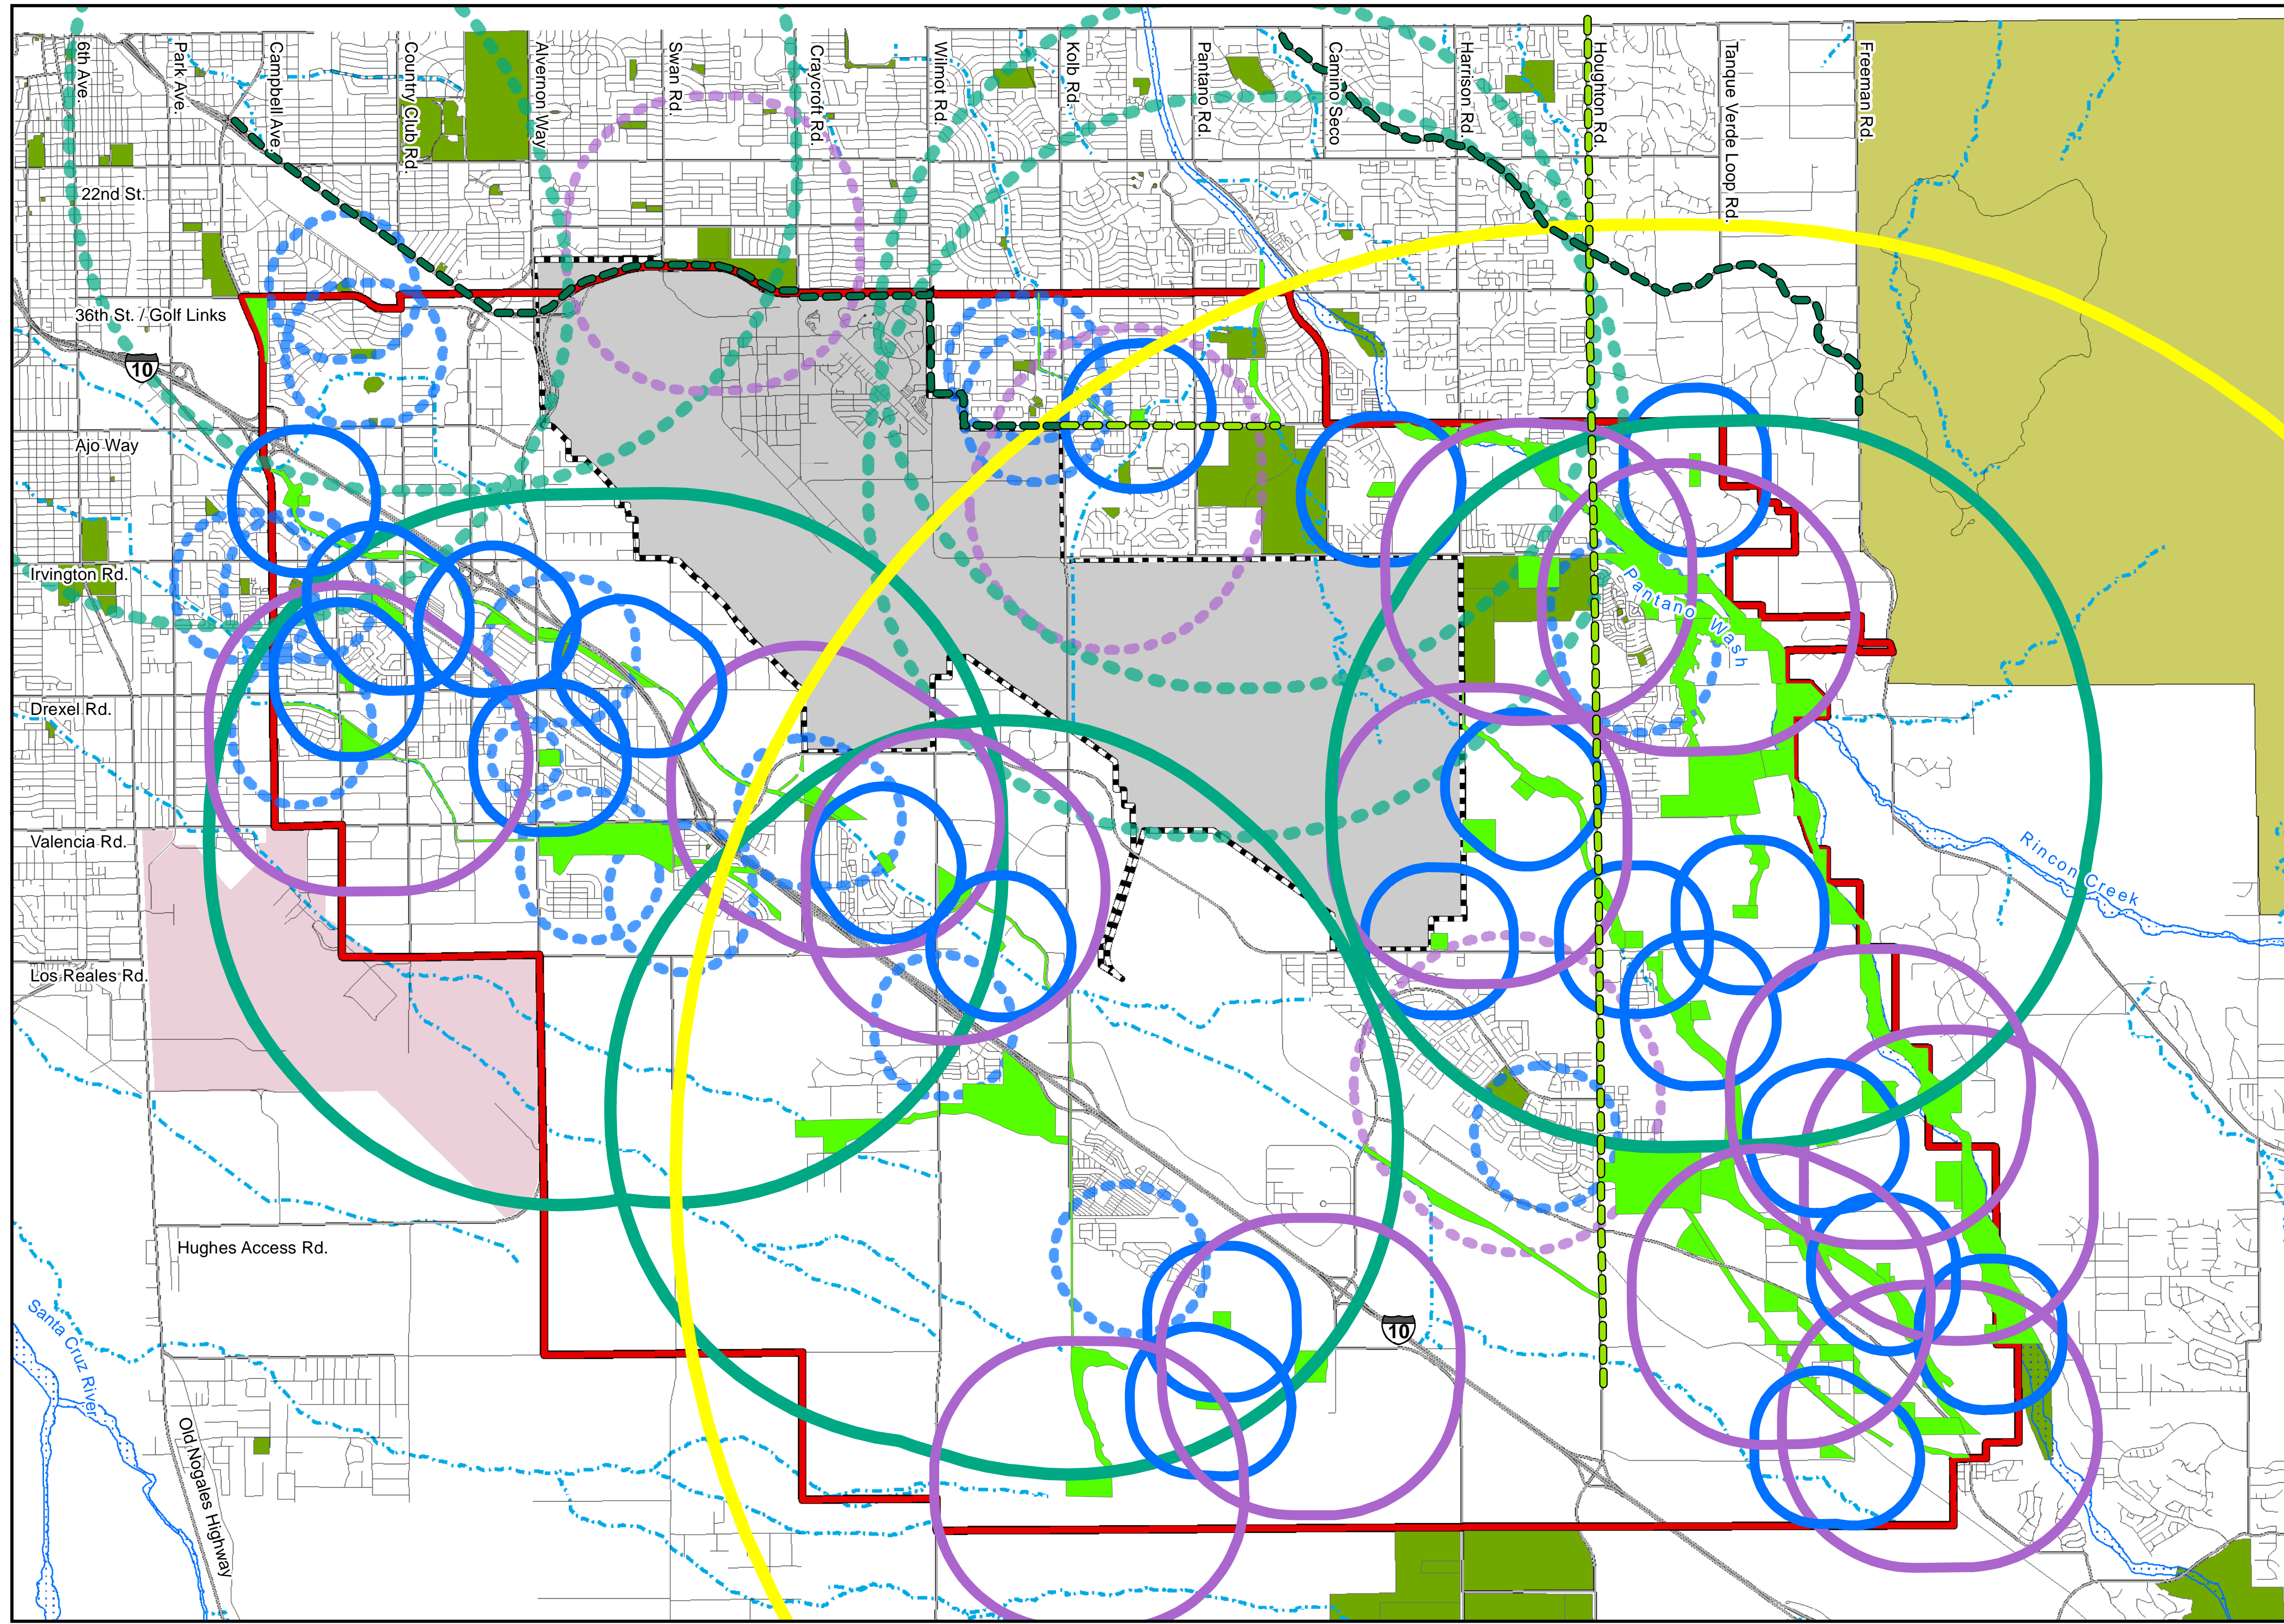 6th Ave.
Park Ave.
Campbell Ave.
Country Club Rd.
Alvernon Way
Swan Rd.
Craycroft Rd.
Wilmot Rd.
Kolb Rd.
Pantano Rd.
Camino Seco
Harrison Rd.
Houghton Rd.
Tanque Verde Loop Rd.
Freeman Rd.
22nd St.
36th St. / Golf Links
10
Ajo Way
Irvington Rd.
Pantano Wash
Drexel Rd.
Valencia Rd.
Rincon Creek
Los Reales Rd.
Hughes Access Rd.
Santa Cruz River
10
Old Nogales Highway